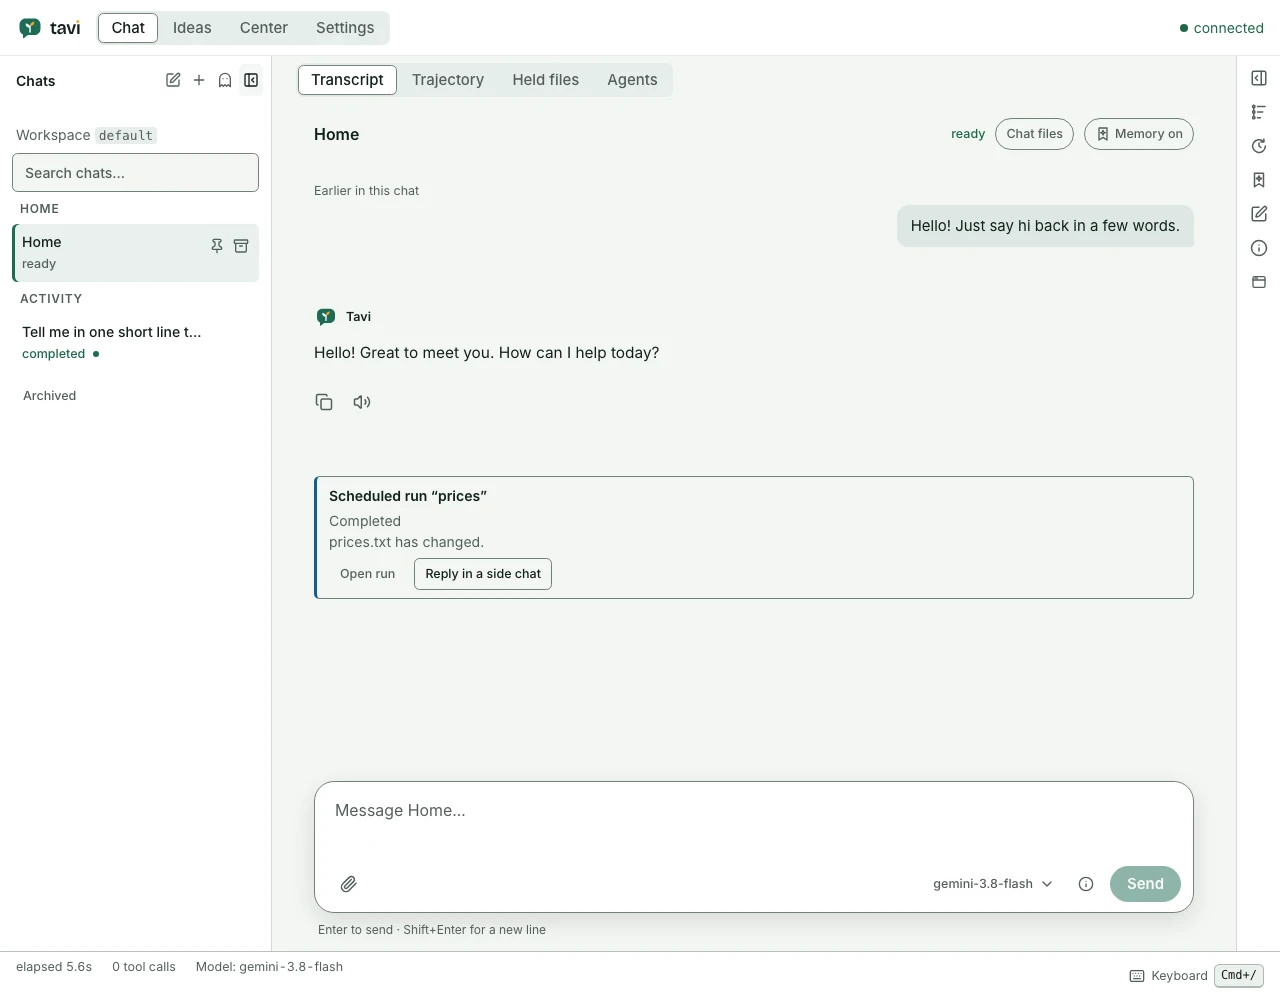 tavi
Chat
Ideas
Center
Settings
connected
Chats
Workspace default
Search chats...
HOME
Home
ready
ACTIVITY
Tell me in one short line t...
completed
Archived
Transcript
Trajectory
Held files
Agents
Home
ready
Chat files
Memory on
Earlier in this chat
Hello! Just say hi back in a few words.
Tavi
Hello! Great to meet you. How can I help today?
Scheduled run “prices”
Completed
prices.txt has changed.
Open run
Reply in a side chat
Message Home...
gemini-3.8-flash
Send
Enter to send · Shift+Enter for a new line
elapsed 5.6s
0 tool calls
Model: gemini-3.8-flash
Keyboard
Cmd+/